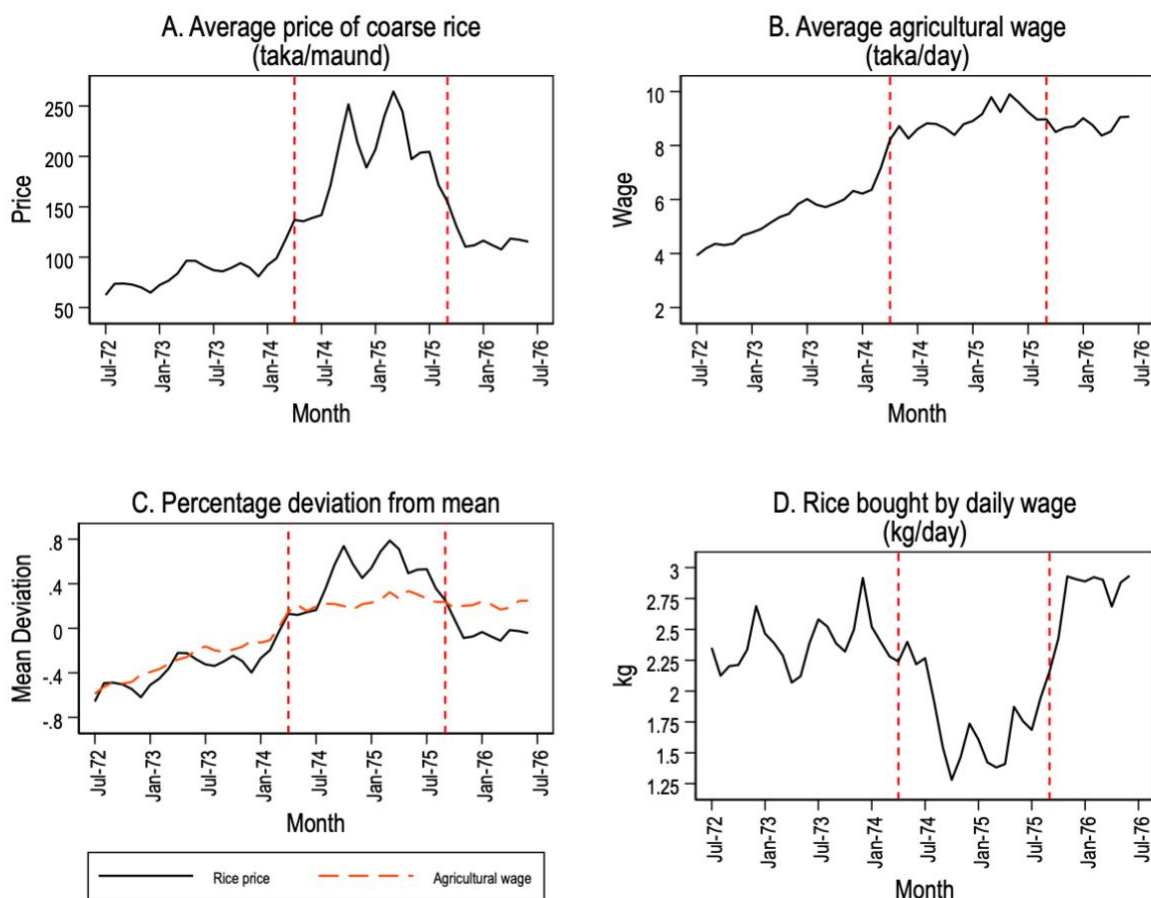 A. Average price of coarse rice
(taka/maund)
Price
250
200
150
100
50
Jul-72
Jan-73
Jul-73
Jan-74
Jul-74
Jan-75
Jul-75
Jan-76
Jul-76
Month
B. Average agricultural wage
(taka/day)
Wage
10
8
6
4
2
Jul-72
Jan-73
Jul-73
Jan-74
Jul-74
Jan-75
Jul-75
Jan-76
Jul-76
Month
C. Percentage deviation from mean
Mean Deviation
.8
.4
0
-.4
-.8
Jul-72
Jan-73
Jul-73
Jan-74
Jul-74
Jan-75
Jul-75
Jan-76
Jul-76
Month
Rice price
Agricultural wage
D. Rice bought by daily wage
(kg/day)
kg
3
2.75
2.5
2.25
2
1.75
1.5
1.25
Jul-72
Jan-73
Jul-73
Jan-74
Jul-74
Jan-75
Jul-75
Jan-76
Jul-76
Month